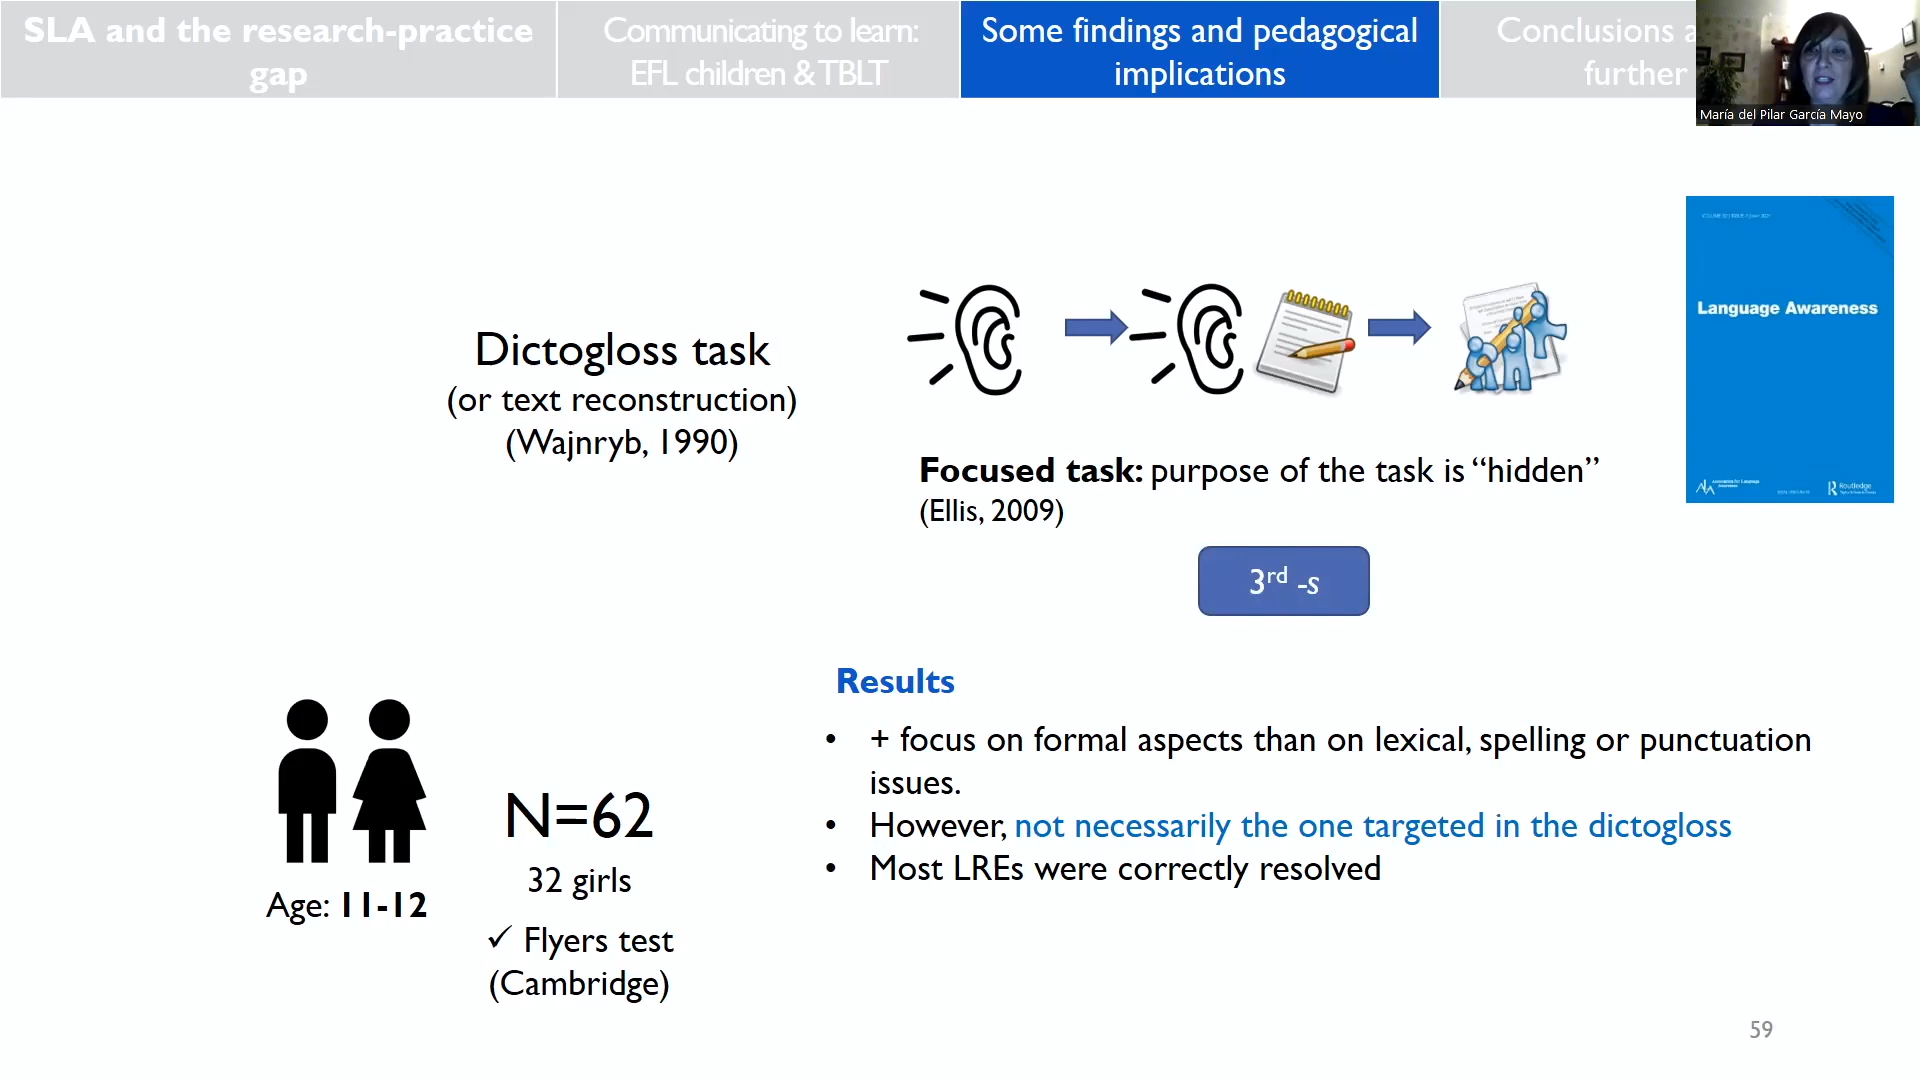 SLA and the research-practice
gap
Communicating to learn:
EFL children & TBLT
Some findings and pedagogical
implications
Conclusions a
further
María del Pilar García Mayo
Language Awareness
Routledge
Dictogloss task
(or text reconstruction)
(Wajnryb, 1990)
Focused task: purpose of the task is “hidden”
(Ellis, 2009)
3rd -s
Results
• + focus on formal aspects than on lexical, spelling or punctuation
issues.
• However, not necessarily the one targeted in the dictogloss
• Most LREs were correctly resolved
N=62
32 girls
Age: 11-12
✓ Flyers test
(Cambridge)
59